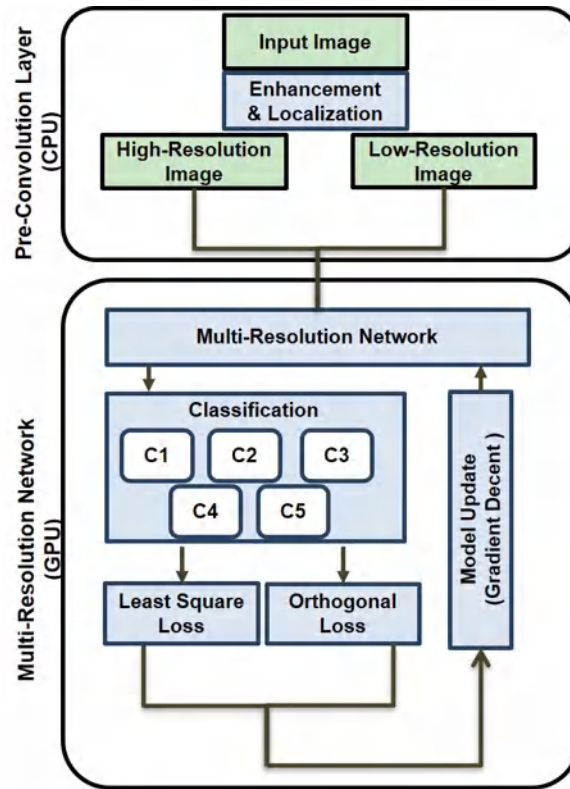 Pre-Convolution Layer
(CPU)
Input Image
Enhancement
& Localization
High-Resolution
Image
Low-Resolution
Image
Multi-Resolution Network
(GPU)
Multi-Resolution Network
Classification
C1
C2
C3
C4
C5
Least Square
Loss
Orthogonal
Loss
Model Update
(Gradient Decent )